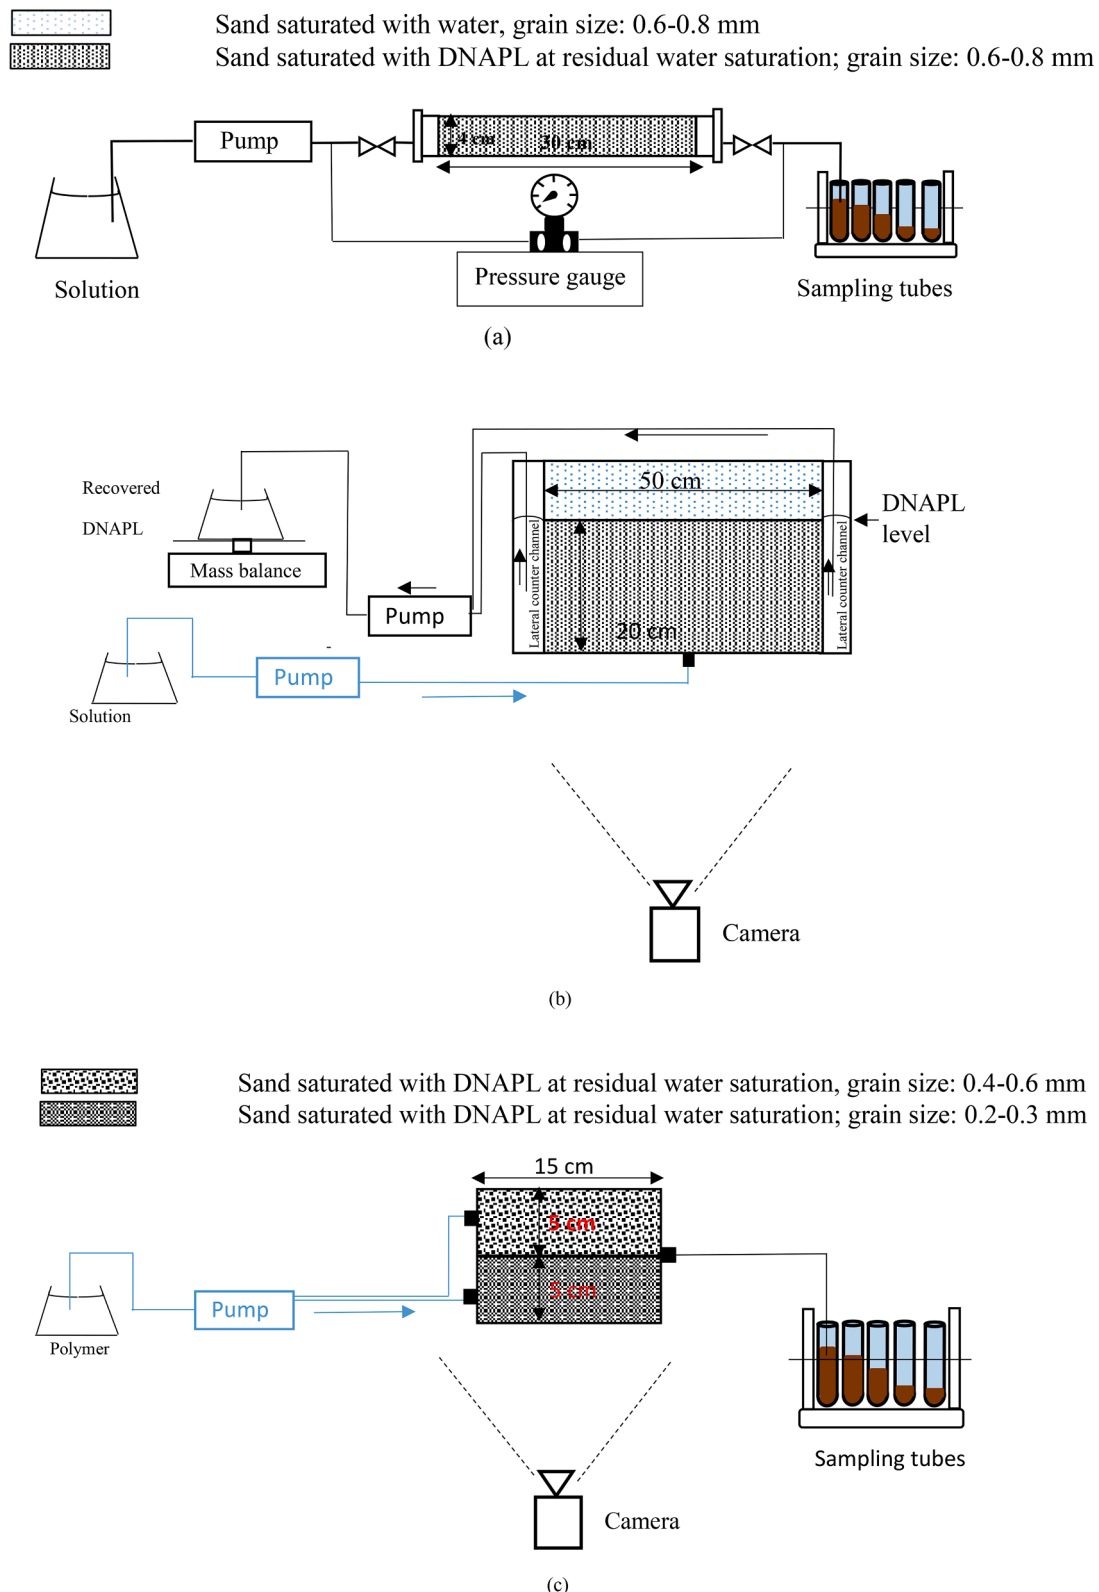 Sand saturated with water, grain size: 0.6-0.8 mm
Sand saturated with DNAPL at residual water saturation; grain size: 0.6-0.8 mm
Pump
4 cm
30 cm
Solution
Pressure gauge
Sampling tubes
(a)
Recovered
DNAPL
Mass balance
Pump
50 cm
DNAPL
level
Lateral counter channel
Lateral counter channel
20 cm
Pump
Solution
Camera
(b)
Sand saturated with DNAPL at residual water saturation, grain size: 0.4-0.6 mm
Sand saturated with DNAPL at residual water saturation; grain size: 0.2-0.3 mm
15 cm
5 cm
5 cm
Pump
Polymer
Sampling tubes
Camera
(c)